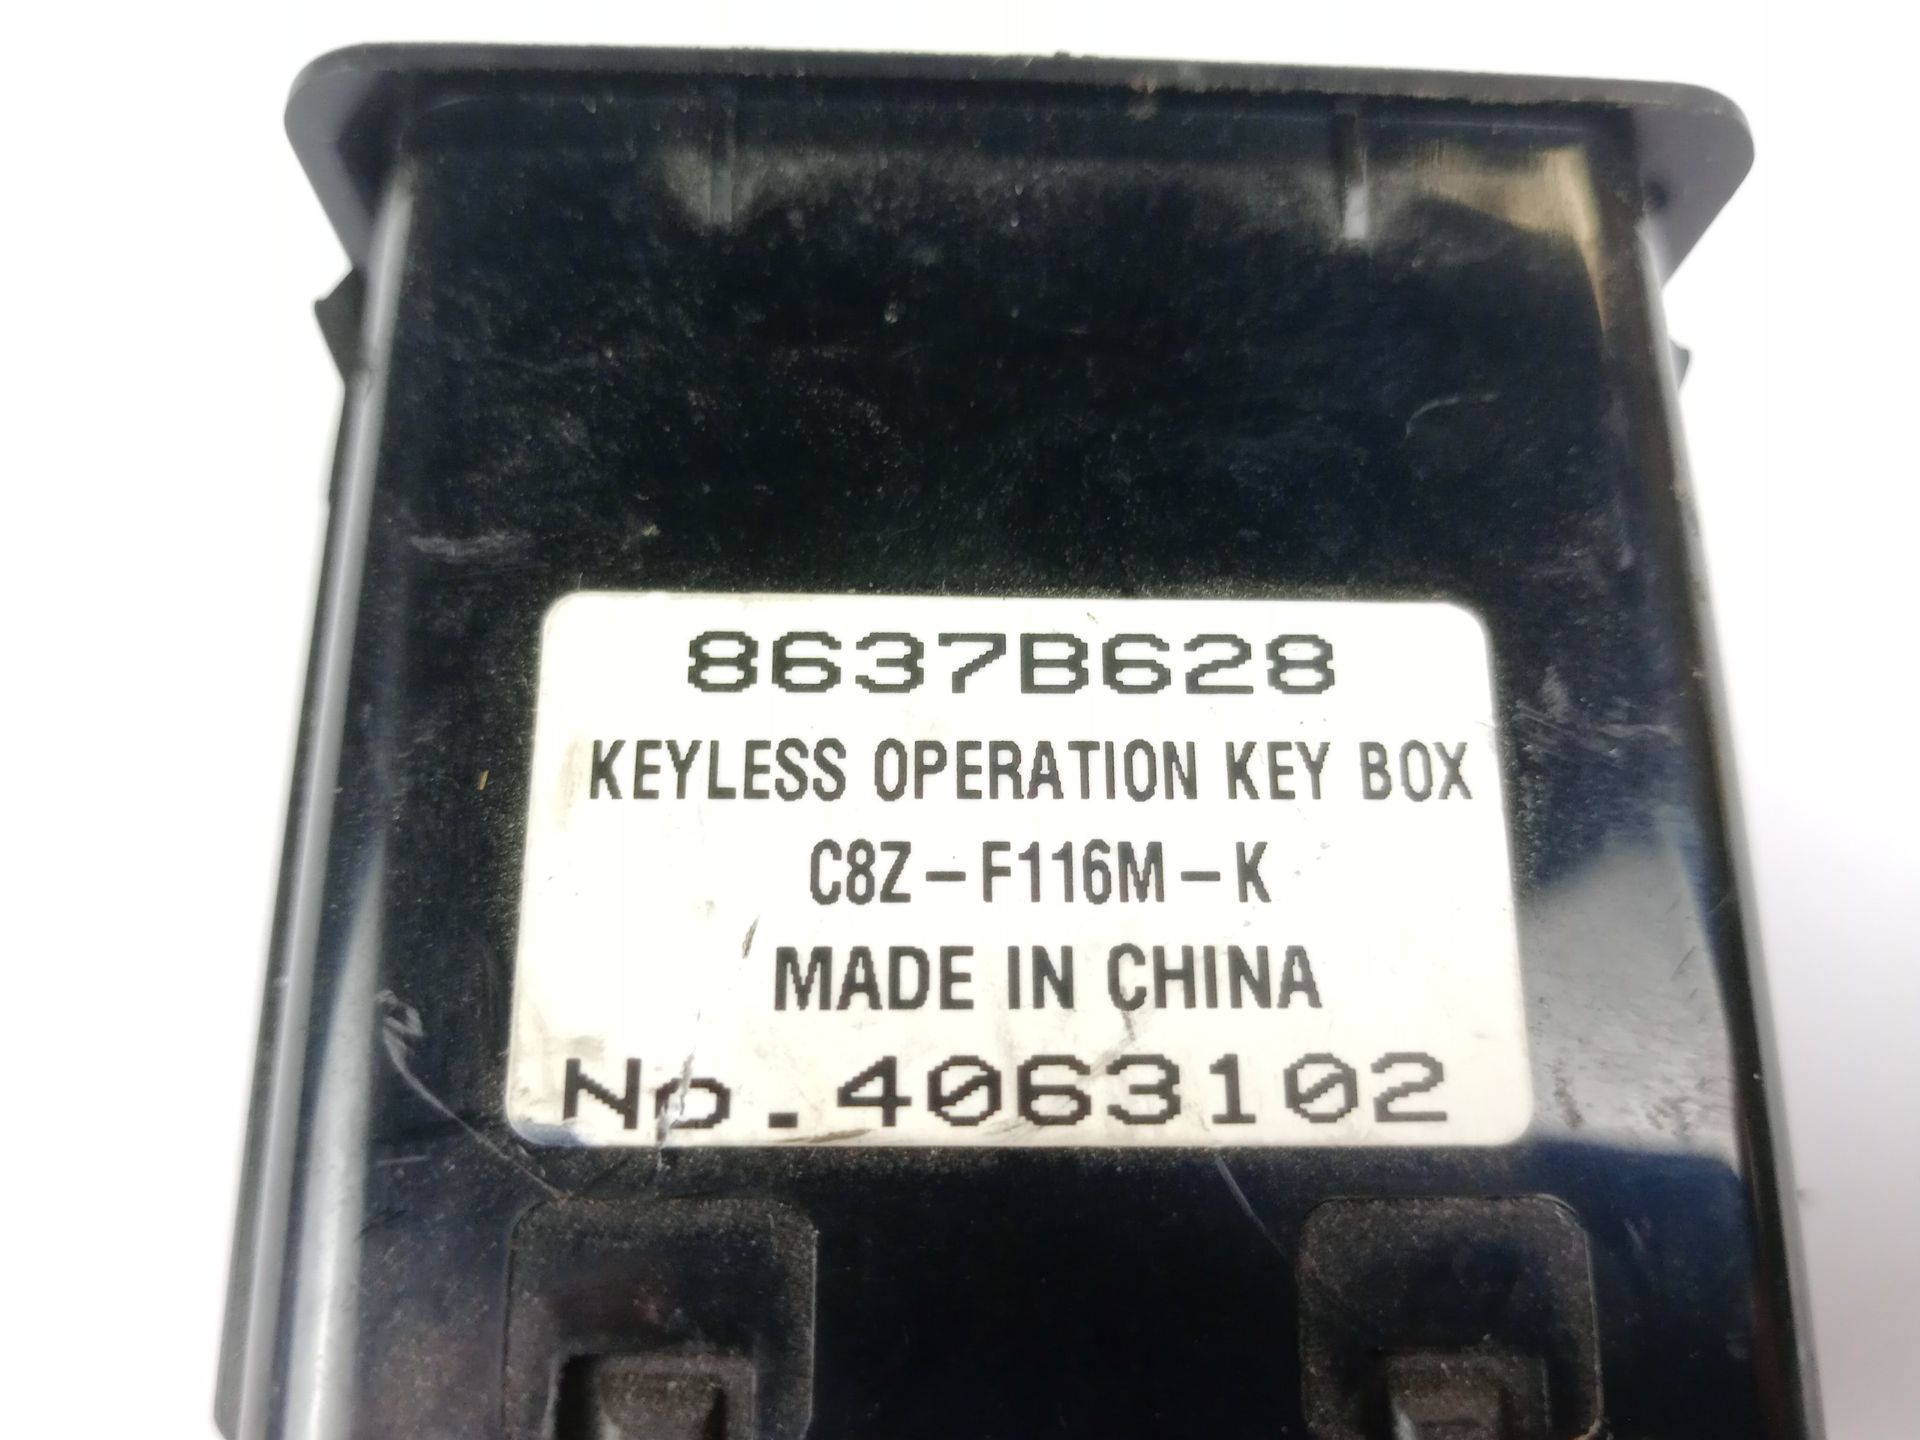 8637B628
KEYLESS OPERATION KEY BOX
C8Z-F116M-K
MADE IN CHINA
No.4063102